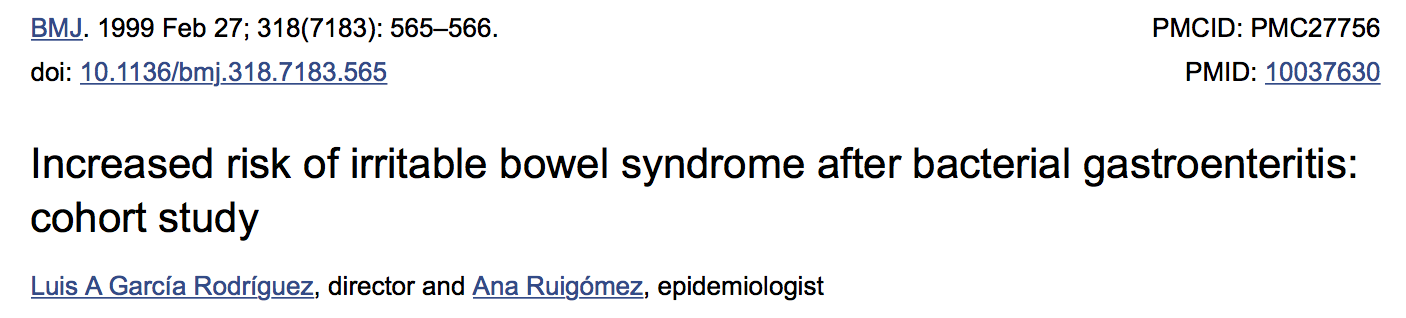 BMJ. 1999 Feb 27; 318(7183): 565–566.
PMCID: PMC27756
doi: 10.1136/bmj.318.7183.565
PMID: 10037630
Increased risk of irritable bowel syndrome after bacterial gastroenteritis:
cohort study
Luis A García Rodríguez, director and Ana Ruigómez, epidemiologist